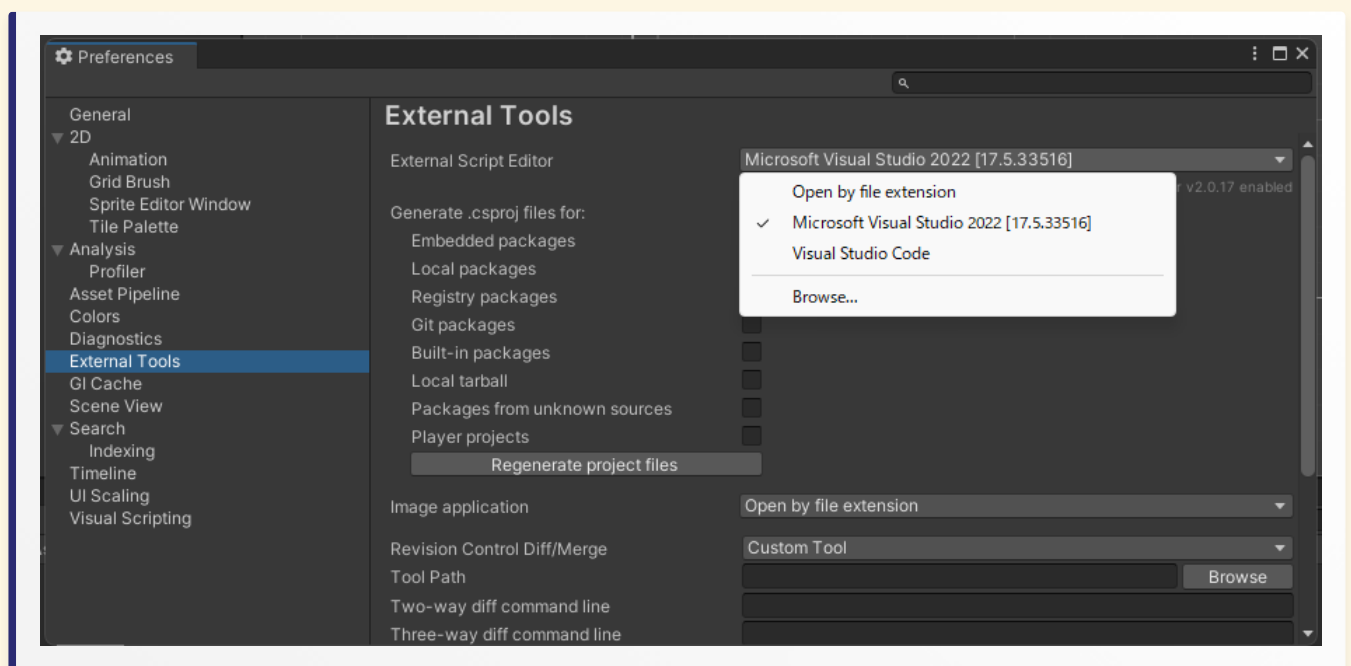 Preferences
General
2D
Animation
Grid Brush
Sprite Editor Window
Tile Palette
Analysis
Profiler
Asset Pipeline
Colors
Diagnostics
External Tools
GI Cache
Scene View
Search
Indexing
Timeline
UI Scaling
Visual Scripting
External Tools
External Script Editor
Microsoft Visual Studio 2022 [17.5.33516]
Open by file extension
Microsoft Visual Studio 2022 [17.5.33516]
Visual Studio Code
Browse...
v2.0.17 enabled
Generate .csproj files for:
Embedded packages
Local packages
Registry packages
Git packages
Built-in packages
Local tarball
Packages from unknown sources
Player projects
Regenerate project files
Image application
Open by file extension
Revision Control Diff/Merge
Custom Tool
Tool Path
Browse
Two-way diff command line
Three-way diff command line